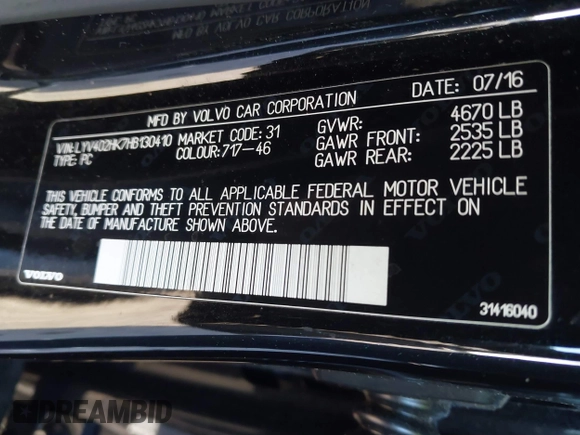 MFD BY VOLVO CAR CORPORATION DATE: 07/16
VIN:LYV402HK7HB130410 MARKET CODE: 31 GVWR: 4670 LB
TYPE: PC COLOUR:717-46 GAWR FRONT: 2535 LB
GAWR REAR: 2225 LB
THIS VEHICLE CONFORMS TO ALL APPLICABLE FEDERAL MOTOR VEHICLE
SAFETY, BUMPER AND THEFT PREVENTION STANDARDS IN EFFECT ON
THE DATE OF MANUFACTURE SHOWN ABOVE.
VOLVO
31416040
DREAMBID